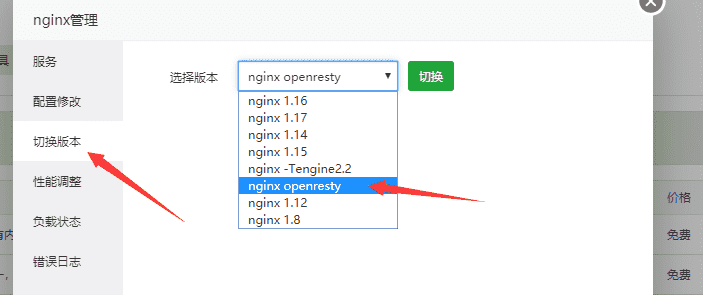 nginx管理
具
服务
配置修改
切换版本
性能调整
负载状态
错误日志
选择版本
nginx openresty
切换
nginx 1.16
nginx 1.17
nginx 1.14
nginx 1.15
nginx -Tengine2.2
nginx openresty
nginx 1.12
nginx 1.8
价格
有内
免费
免费